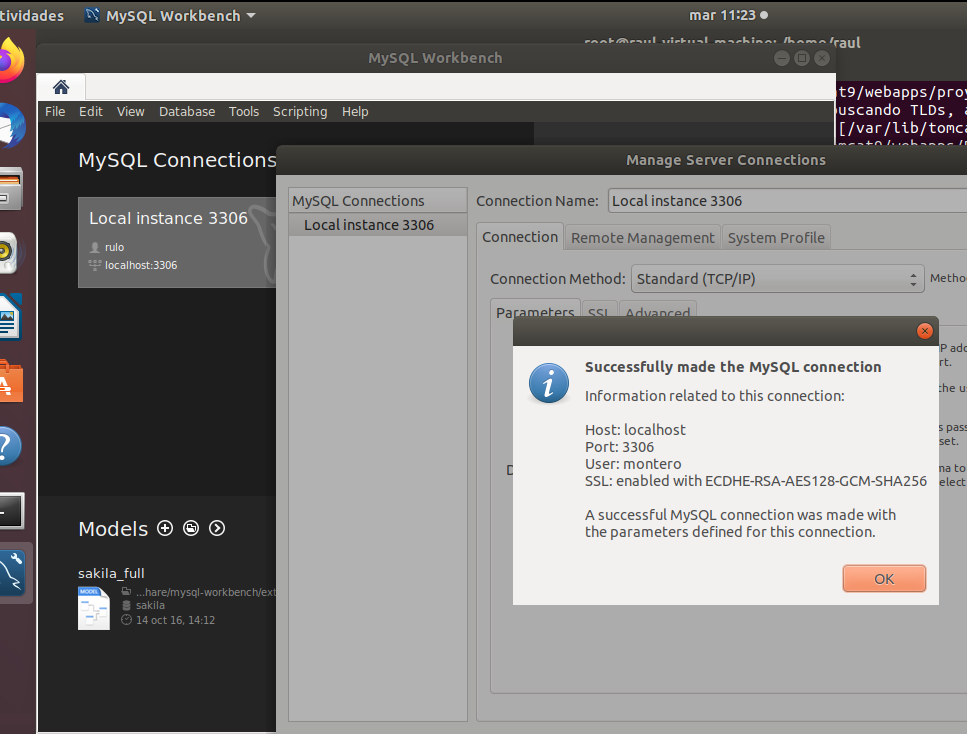 tividades MySQL Workbench mar 11:23
root@raul-virtual-machine: /home/raul
MySQL Workbench
File Edit View Database Tools Scripting Help
at9/webapps/proy
buscando TLDs, a
[/var/lib/tomca
MySQL Connections
Local instance 3306
rulo
localhost:3306
Models
sakila_full
MODEL
...hare/mysql-workbench/ext
sakila
14 oct 16, 14:12
Manage Server Connections
MySQL Connections
Local instance 3306
Connection Name: Local instance 3306
Connection Remote Management System Profile
Connection Method: Standard (TCP/IP) Metho
Parameters SSL Advanced
P add
rt.
the us
s pass
set.
ma to
elect
D
Successfully made the MySQL connection
Information related to this connection:
Host: localhost
Port: 3306
User: montero
SSL: enabled with ECDHE-RSA-AES128-GCM-SHA256
A successful MySQL connection was made with
the parameters defined for this connection.
OK